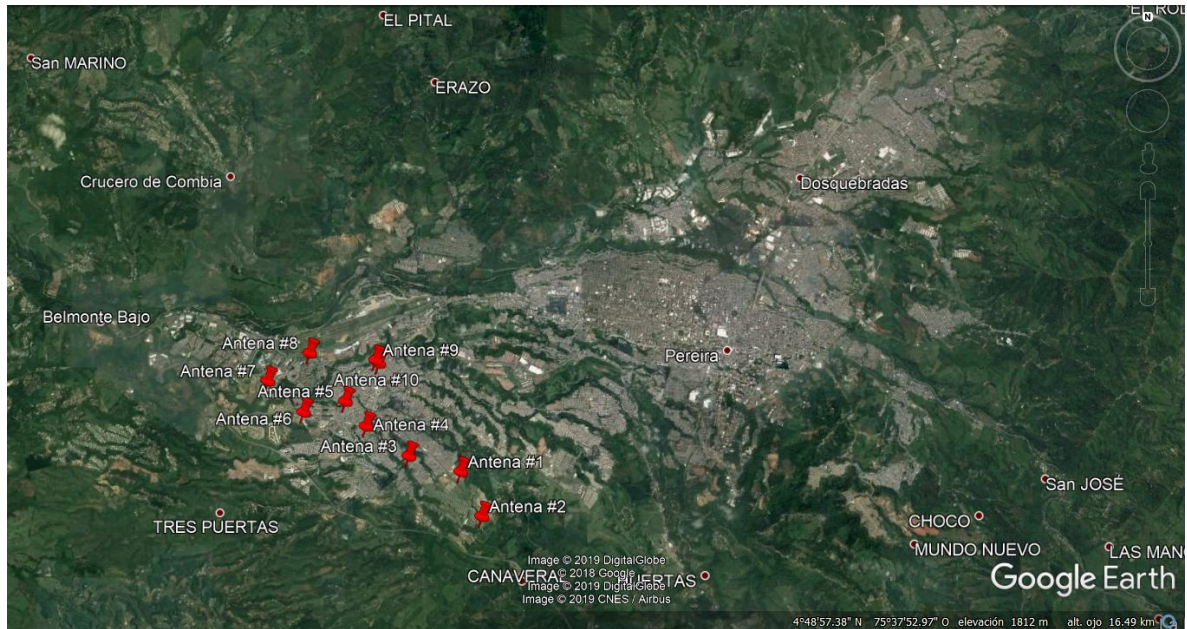 EL PITAL
San MARINO
ERAZO
N
Crucero de Combia
Dosquebradas
Belmonte Bajo
Antena #8
Antena #9
Pereira
Antena #7
Antena #10
Antena #5
Antena #6
Antena #4
Antena #3
Antena #1
San JOSÉ
Antena #2
CHOCO
TRES PUERTAS
MUNDO NUEVO
Image © 2019 DigitalGlobe
© 2018 Google
CANAVERAL
HUERTAS
Image © 2019 DigitalGlobe
Image © 2019 CNES / Airbus
Google Earth
4°48'57.38" N 75°37'52.97" O elevación 1812 m alt. ojo 16.49 km